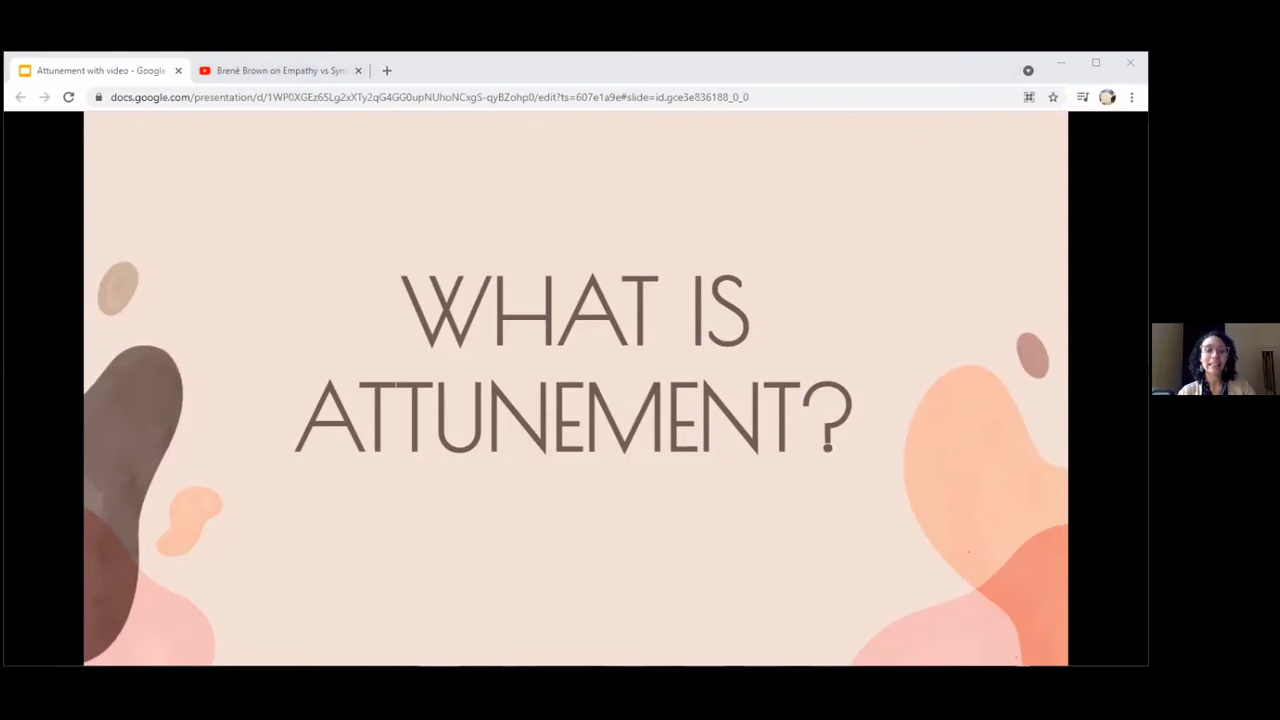 Attunement with video - Google
Brené Brown on Empathy vs Sym
docs.google.com/presentation/d/1WP0XGEz65Lg2xXTy2qG4GG0upNUhoNCxgS-qyBZohp0/edit?ts=607e1a9e#slide=id.gce3e836188_0_0
WHAT IS
ATTUNEMENT?